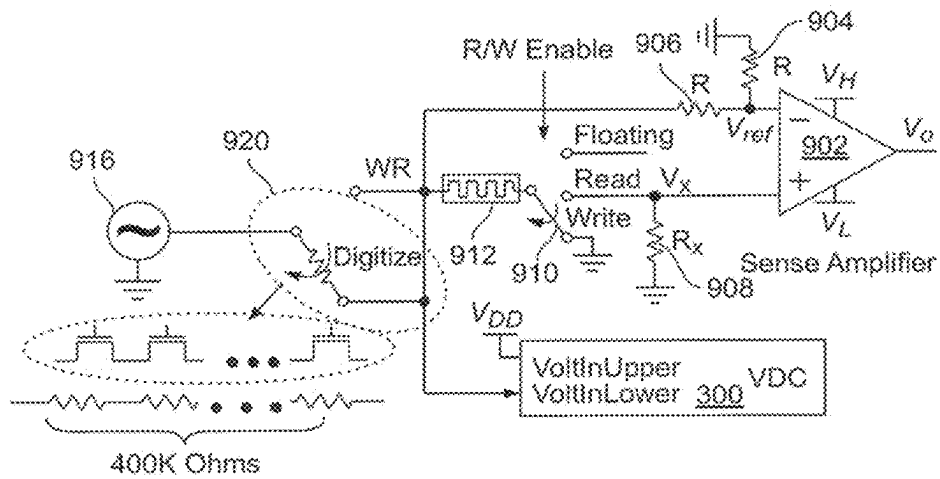 904
906
R/W Enable
R
R
V_H
V_ref
902
V_o
Floating
916
920
WR
Read
V_x
Write
V_L
Digitize
912
910
R_x
908
Sense Amplifier
V_DD
VoltInUpper
VDC
VoltInLower
300
400K Ohms